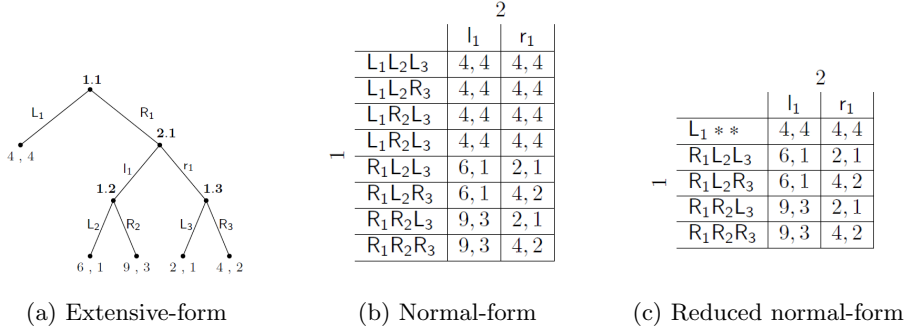 1.1
L₁ R₁
2.1
4 , 4
l₁ r₁
1.2 1.3
L₂ R₂ L₃ R₃
6 , 1 9 , 3 2 , 1 4 , 2
(a) Extensive-form
2
l₁ r₁
L₁L₂L₃ 4, 4 4, 4
L₁L₂R₃ 4, 4 4, 4
L₁R₂L₃ 4, 4 4, 4
L₁R₂L₃ 4, 4 4, 4
R₁L₂L₃ 6, 1 2, 1
R₁L₂R₃ 6, 1 4, 2
R₁R₂L₃ 9, 3 2, 1
R₁R₂R₃ 9, 3 4, 2
1
(b) Normal-form
2
l₁ r₁
L₁ ∗ ∗ 4, 4 4, 4
R₁L₂L₃ 6, 1 2, 1
R₁L₂R₃ 6, 1 4, 2
R₁R₂L₃ 9, 3 2, 1
R₁R₂R₃ 9, 3 4, 2
1
(c) Reduced normal-form